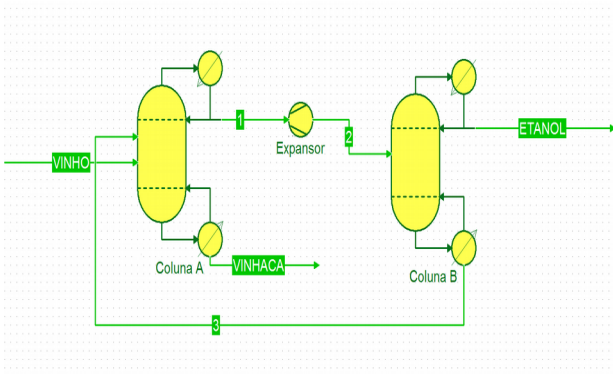 1
Expansor
2
ETANOL
VINHO
Coluna A
VINHACA
Coluna B
3